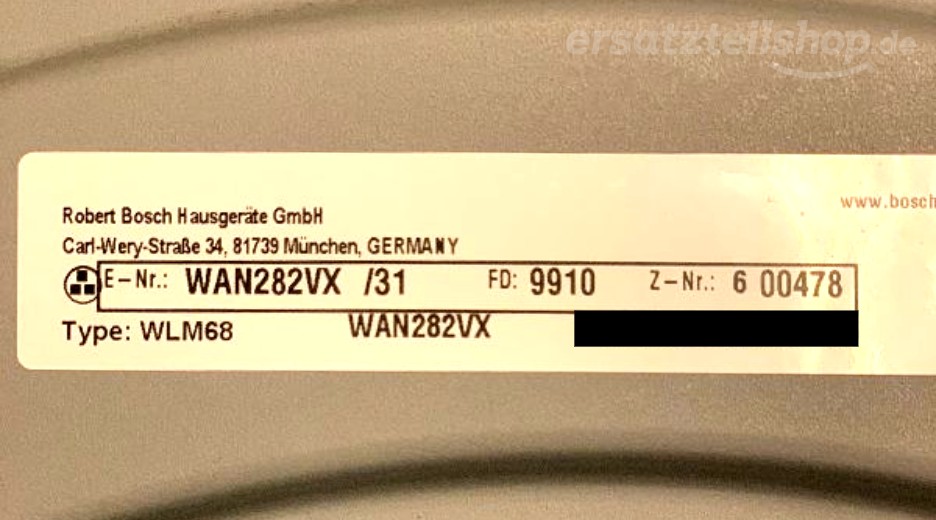 ersatzteilshop.de
www.bosch
Robert Bosch Hausgeräte GmbH
Carl-Wery-Straße 34, 81739 München, GERMANY
E-Nr.: WAN282VX /31 FD: 9910 Z-Nr.: 6 00478
Type: WLM68 WAN282VX